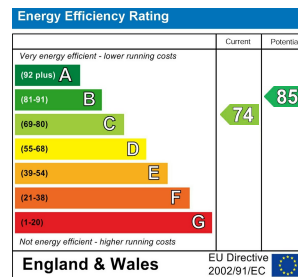 Energy Efficiency Rating
Current Potentia
Very energy efficient - lower running costs
(92 plus) A
(81-91) B
(69-80) C
(55-68) D
(39-54) E
(21-38) F
(1-20) G
74
85
Not energy efficient - higher running costs
England & Wales
EU Directive
2002/91/EC